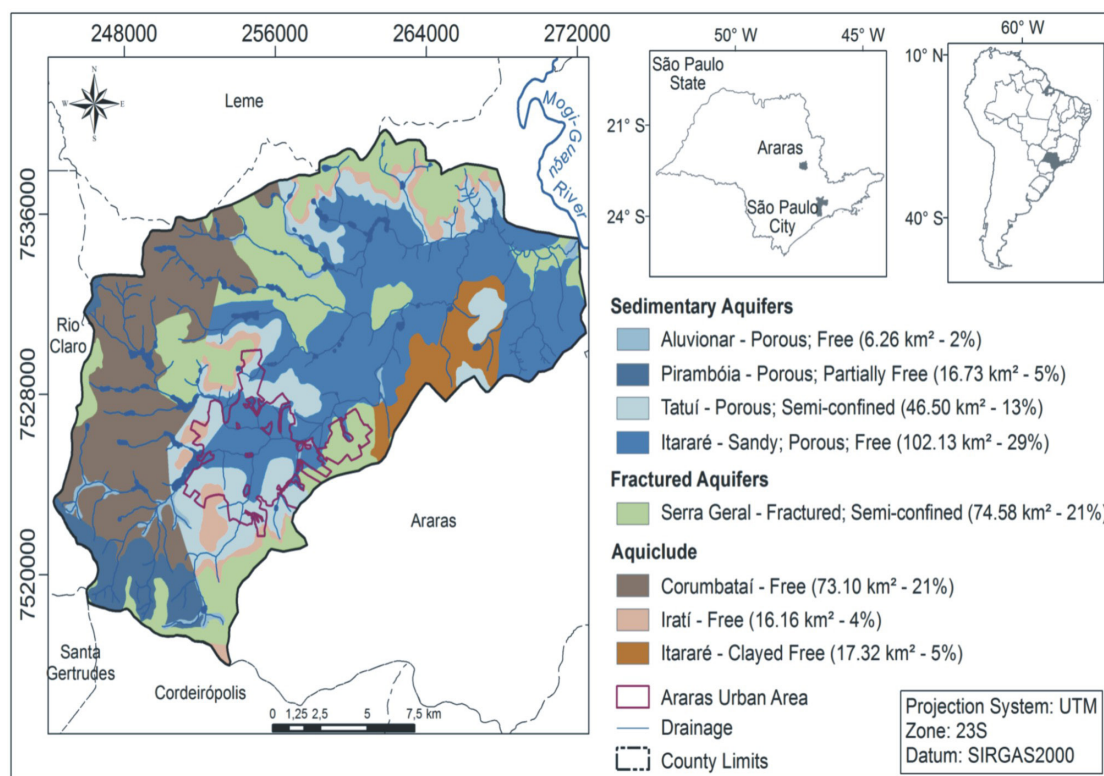 248000 256000 264000 272000
7536000
7528000
7520000
N
W E
S
Leme
Mogi-Guaçu
River
Rio
Claro
Araras
Santa
Gertrudes
Cordeirópolis
0 1,25 2,5 5 7,5 km
50° W 45° W
São Paulo
State
21° S
24° S
Araras
São Paulo
City
60° W
10° N
40° S
Sedimentary Aquifers
Aluvionar - Porous; Free (6.26 km² - 2%)
Pirambóia - Porous; Partially Free (16.73 km² - 5%)
Tatuí - Porous; Semi-confined (46.50 km² - 13%)
Itararé - Sandy; Porous; Free (102.13 km² - 29%)
Fractured Aquifers
Serra Geral - Fractured; Semi-confined (74.58 km² - 21%)
Aquiclude
Corumbataí - Free (73.10 km² - 21%)
Iratí - Free (16.16 km² - 4%)
Itararé - Clayed Free (17.32 km² - 5%)
Araras Urban Area
Drainage
County Limits
Projection System: UTM
Zone: 23S
Datum: SIRGAS2000